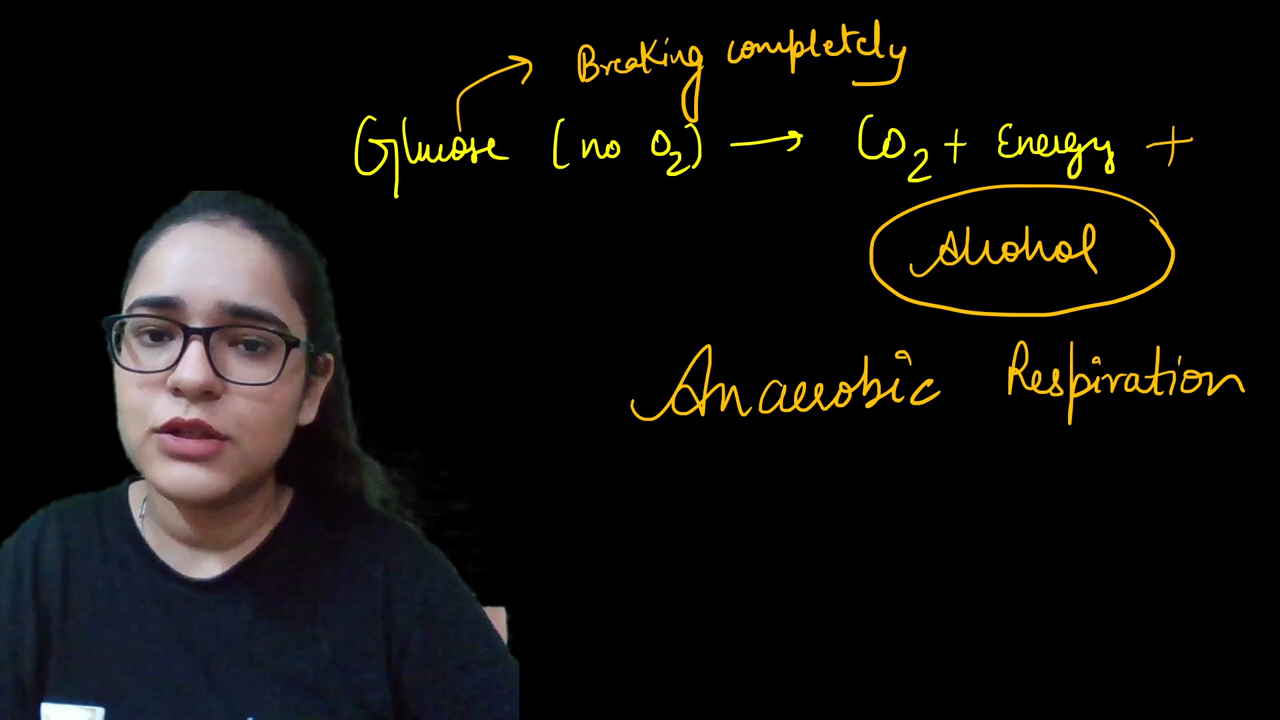 Breaking completely
Glucose (no O₂) → CO₂ + Energy +
Alcohol
Anaerobic Respiration